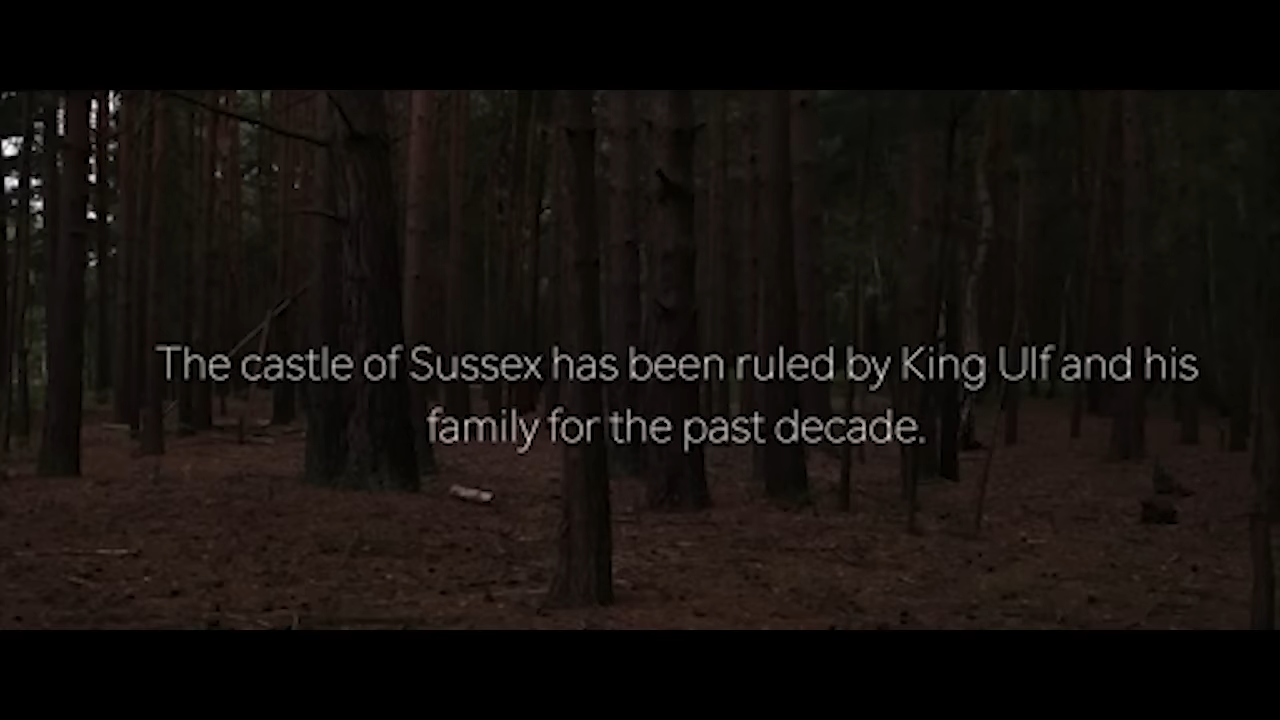 The castle of Sussex has been ruled by King Ulf and his
family for the past decade.